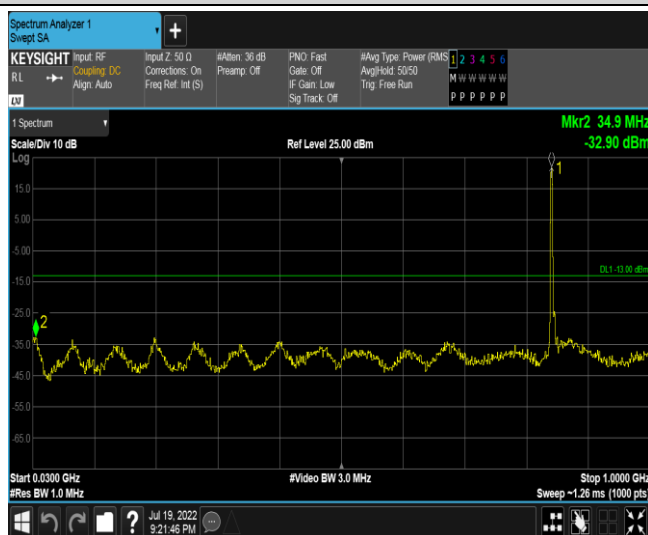 Spectrum Analyzer 1
Swept SA
+
KEYSIGHT
RL
LXI
Input: RF
Coupling: DC
Align: Auto
Input Z: 50 Ω
Corrections: On
Freq Ref: Int (S)
#Atten: 36 dB
Preamp: Off
PNO: Fast
Gate: Off
IF Gain: Low
Sig Track: Off
#Avg Type: Power (RMS
Avg|Hold: 50/50
Trig: Free Run
1 2 3 4 5 6
M W W W W W
P P P P P P
1 Spectrum
Mkr2 34.9 MHz
-32.90 dBm
Scale/Div 10 dB
Ref Level 25.00 dBm
Log
1
15.0
5.00
-5.00
DL1 -13.00 dBm
-15.0
-25.0
2
-35.0
-45.0
-55.0
-65.0
Start 0.0300 GHz
#Video BW 3.0 MHz
Stop 1.0000 GHz
#Res BW 1.0 MHz
Sweep ~1.26 ms (1000 pts)
?
Jul 19, 2022
9:21:46 PM